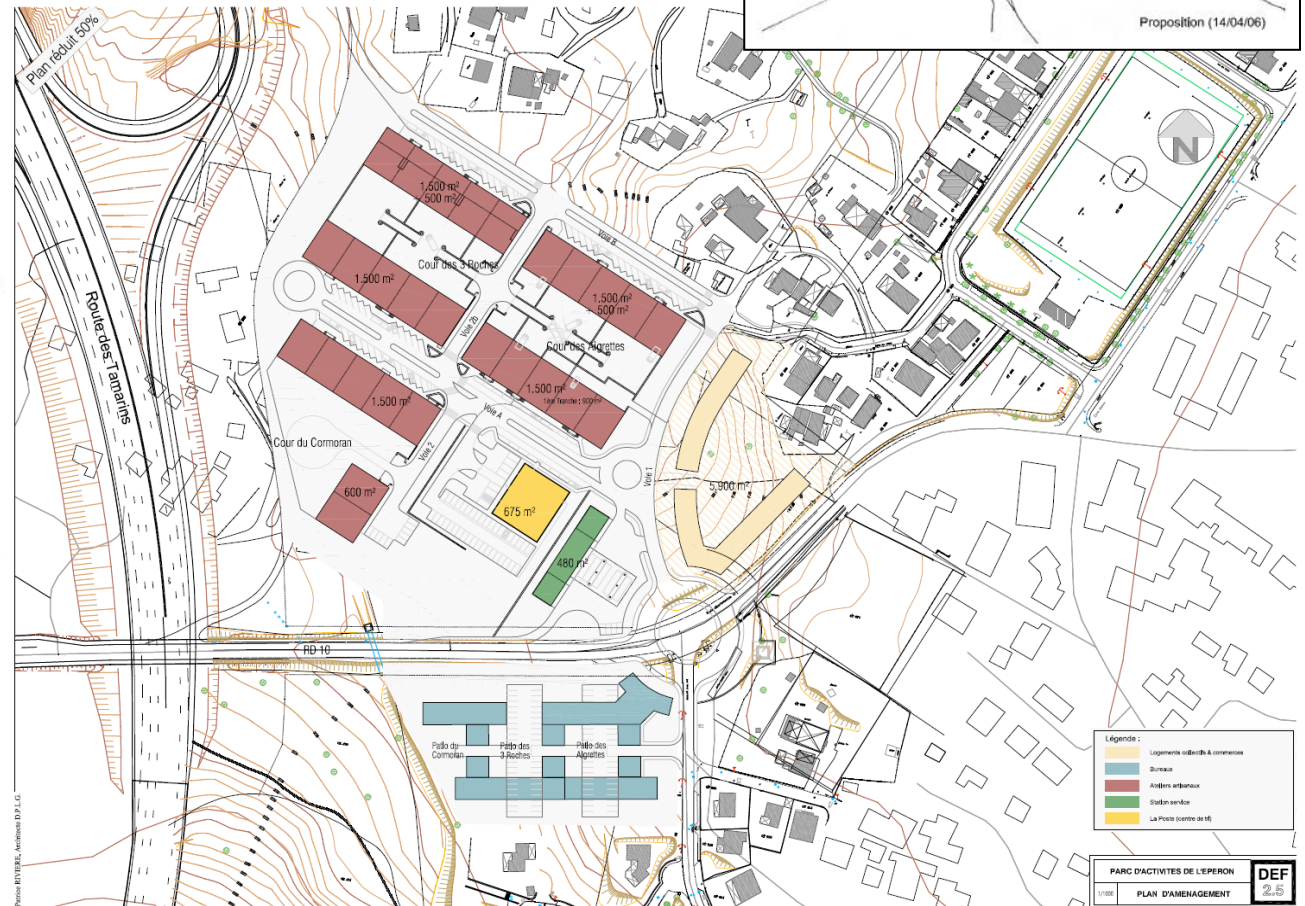 Plan réduit 50%
Proposition (14/04/06)
N
Route des Tamarins
1.500 m²
500 m²
Voie B
Cour des 3 Roches
1.500 m²
1.500 m²
500 m²
Voie 2b
Cour des Aigrettes
1.500 m²
1ère Tranche : 900 m²
1.500 m²
Voie A
Cour du Cormoran
Voie 2
Voie 1
600 m²
675 m²
5.900 m²
480 m²
RD 10
Patio du
Cormoran
Patio des
3 Roches
Patio des
Aigrettes
Légende :
Logements collectifs & commerces
Bureaux
Ateliers artisanaux
Station service
La Poste (centre de tri)
PARC D'ACTIVITES DE L'EPERON
1/1000
PLAN D'AMENAGEMENT
DEF
2.5
Patrice RIVIERE, Architecte D.P.L.G.